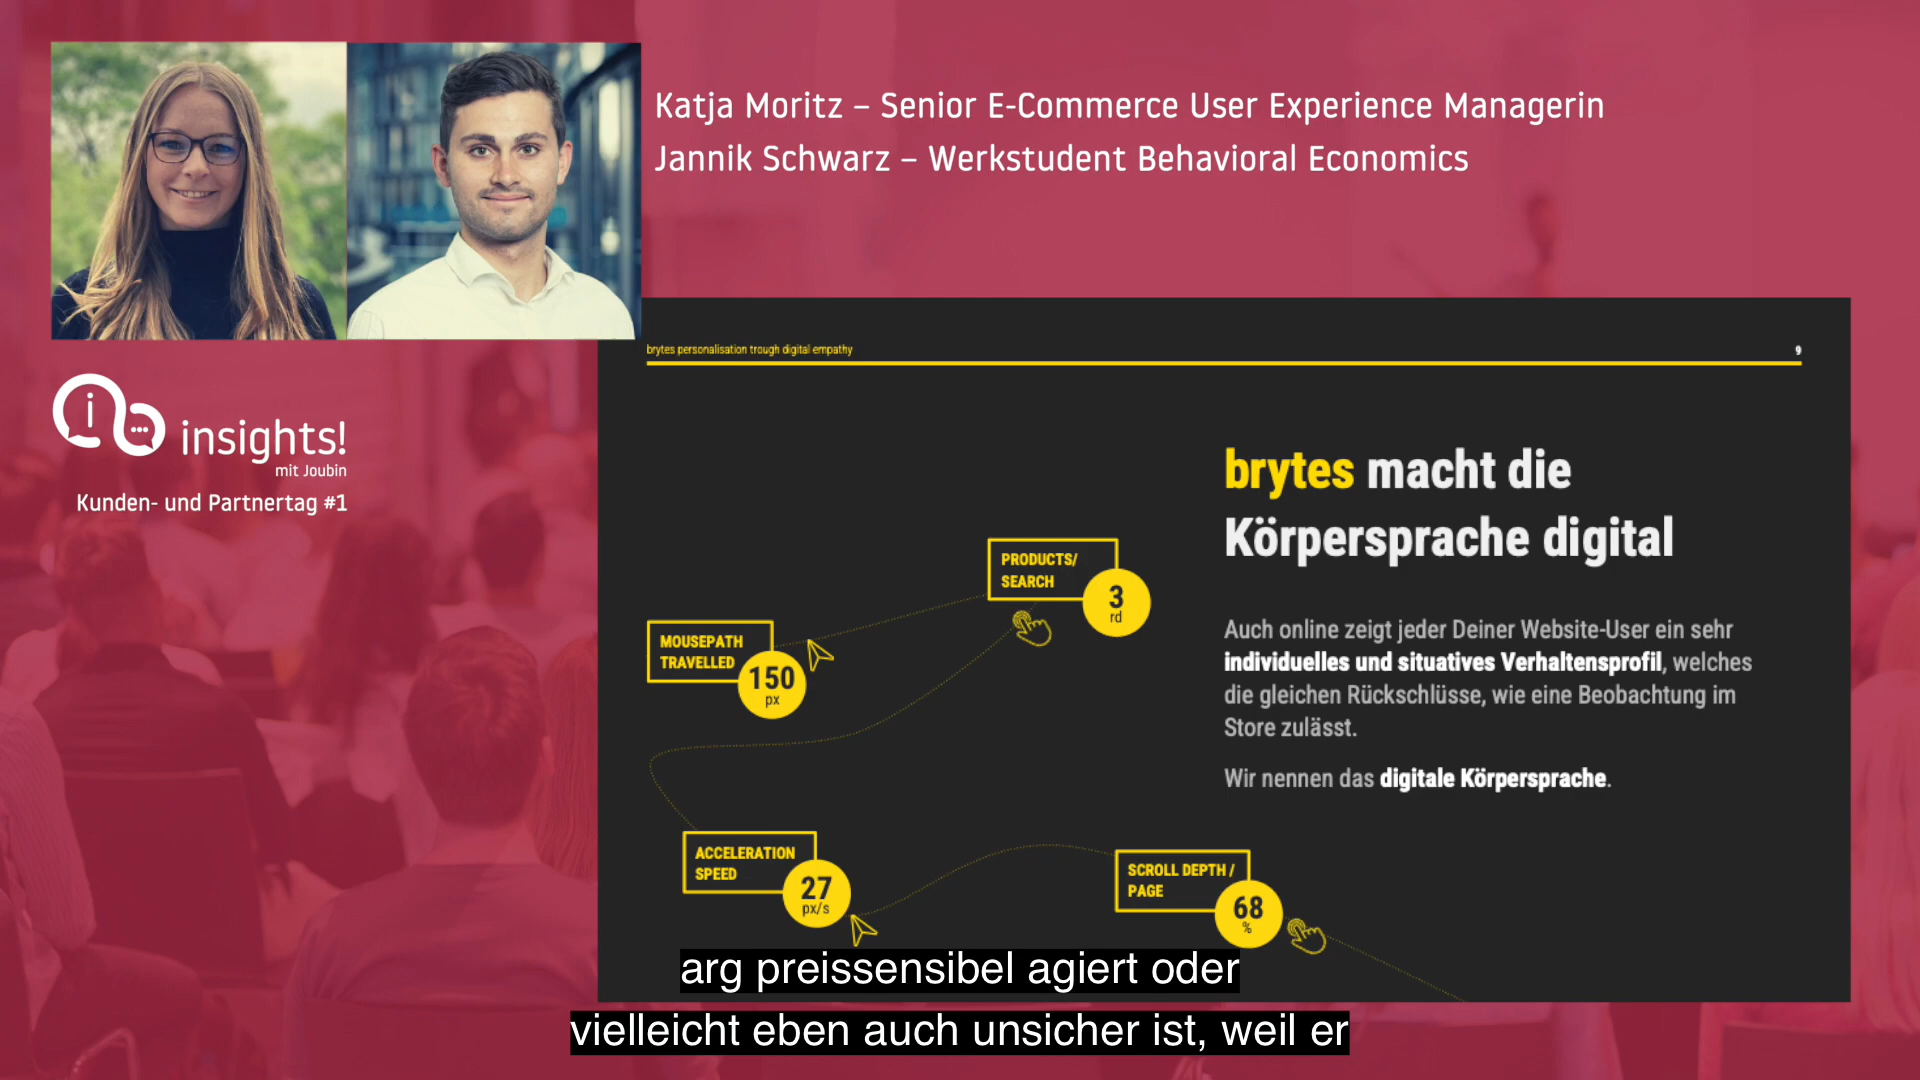 Katja Moritz – Senior E-Commerce User Experience Managerin
Jannik Schwarz – Werkstudent Behavioral Economics
i
insights!
mit Joubin
Kunden- und Partnertag #1
brytes personalisation trough digital empathy
9
brytes macht die
Körpersprache digital
Auch online zeigt jeder Deiner Website-User ein sehr
individuelles und situatives Verhaltensprofil, welches
die gleichen Rückschlüsse, wie eine Beobachtung im
Store zulässt.
Wir nennen das digitale Körpersprache.
PRODUCTS/
SEARCH
3
rd
MOUSEPATH
TRAVELLED
150
px
ACCELERATION
SPEED
27
px/s
SCROLL DEPTH /
PAGE
68
%
arg preissensibel agiert oder
vielleicht eben auch unsicher ist, weil er